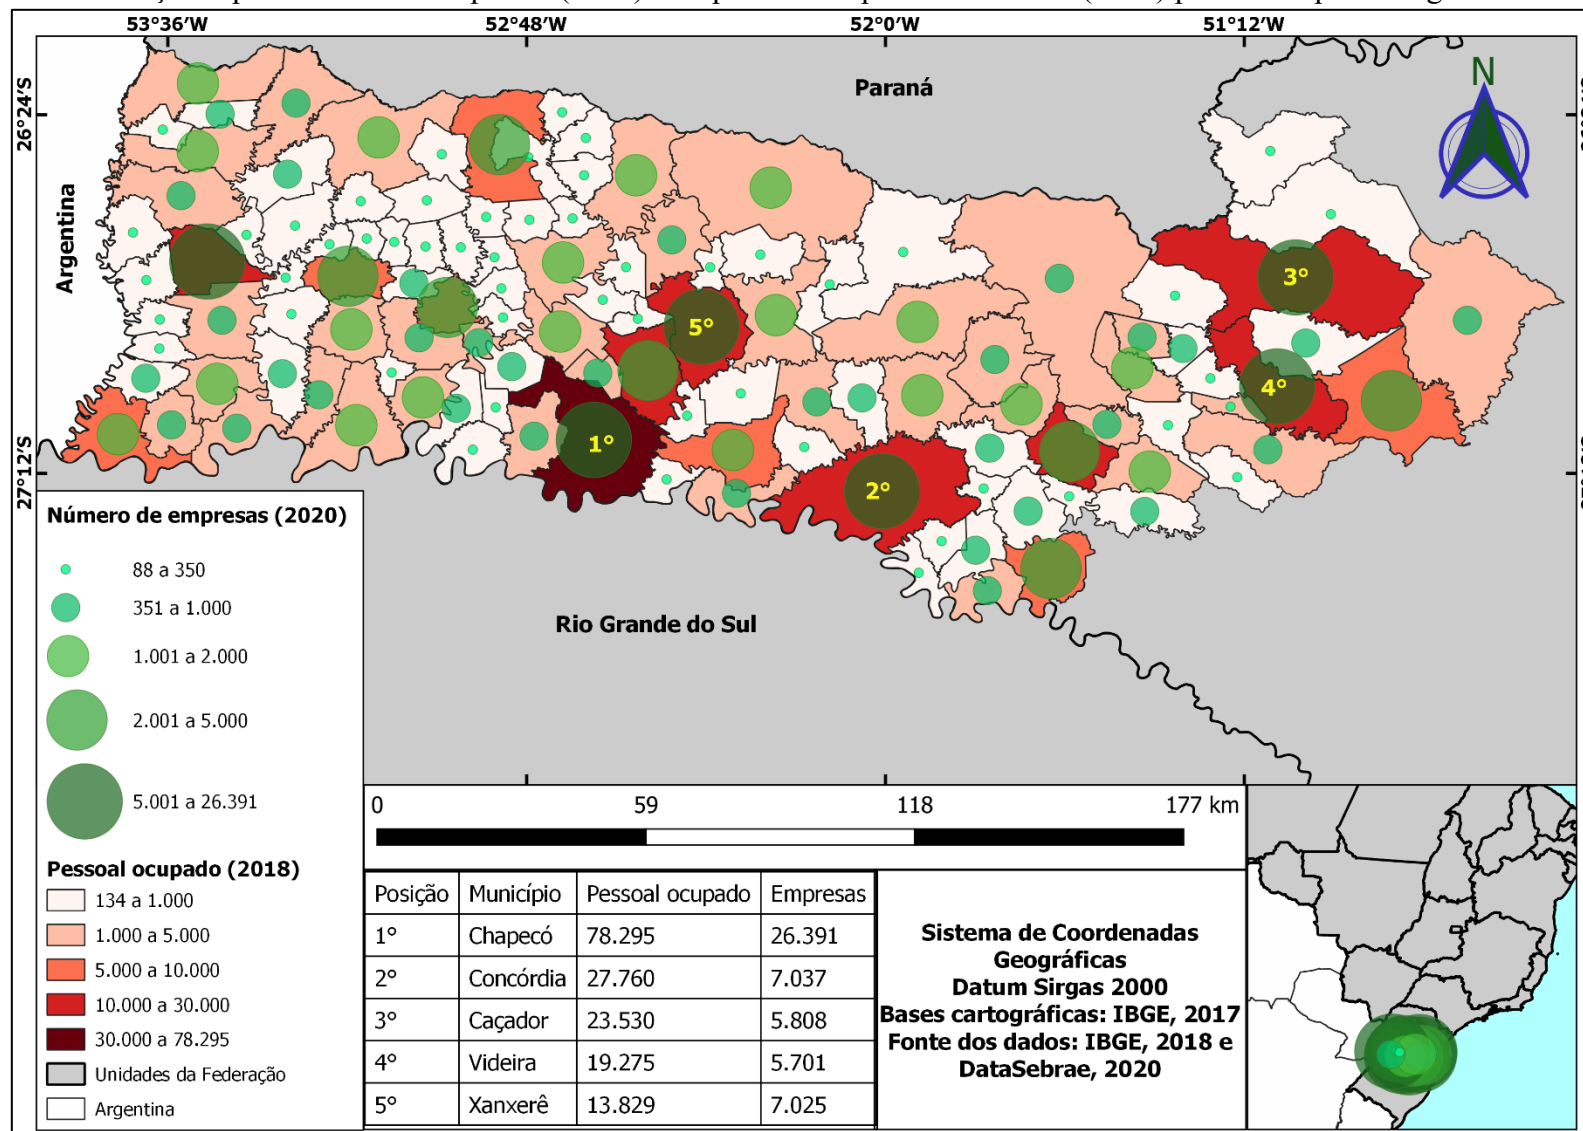 53°36′W 52°48′W 52°0′W 51°12′W
26°24′S
27°12′S
N
Paraná
Argentina
Rio Grande do Sul
1°
2°
3°
4°
5°
Número de empresas (2020)
88 a 350
351 a 1.000
1.001 a 2.000
2.001 a 5.000
5.001 a 26.391
Pessoal ocupado (2018)
134 a 1.000
1.000 a 5.000
5.000 a 10.000
10.000 a 30.000
30.000 a 78.295
Unidades da Federação
Argentina
0 59 118 177 km
Posição Município Pessoal ocupado Empresas
1° Chapecó 78.295 26.391
2° Concórdia 27.760 7.037
3° Caçador 23.530 5.808
4° Videira 19.275 5.701
5° Xanxerê 13.829 7.025
Sistema de Coordenadas
Geográficas
Datum Sirgas 2000
Bases cartográficas: IBGE, 2017
Fonte dos dados: IBGE, 2018 e
DataSebrae, 2020